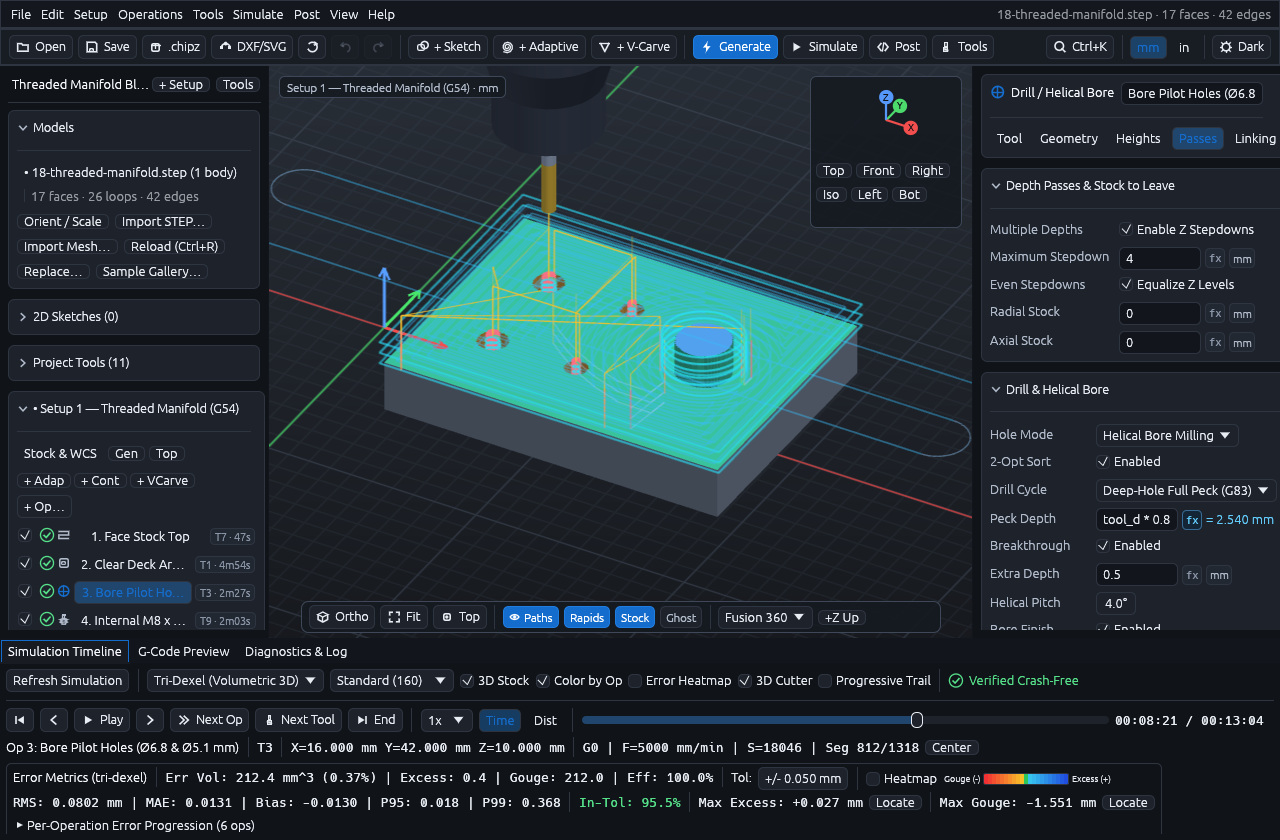 File Edit Setup Operations Tools Simulate Post View Help
18-threaded-manifold.step · 17 faces · 42 edges
Open Save .chipz DXF/SVG + Sketch + Adaptive + V-Carve Generate Simulate Post Tools Ctrl+K mm in Dark
Threaded Manifold Bl... + Setup Tools
Models
• 18-threaded-manifold.step (1 body)
17 faces · 26 loops · 42 edges
Orient / Scale Import STEP...
Import Mesh... Reload (Ctrl+R)
Replace... Sample Gallery...
2D Sketches (0)
Project Tools (11)
• Setup 1 — Threaded Manifold (G54)
Stock & WCS Gen Top
+ Adap + Cont + VCarve
+ Op...
1. Face Stock Top T7 · 47s
2. Clear Deck Ar... T1 · 4m54s
3. Bore Pilot Ho... T3 · 2m27s
4. Internal M8 x ... T9 · 2m03s
Setup 1 — Threaded Manifold (G54) · mm
Z
Y
X
Top Front Right
Iso Left Bot
Ortho Fit Top Paths Rapids Stock Ghost Fusion 360 +Z Up
Drill / Helical Bore Bore Pilot Holes (Ø6.8
Tool Geometry Heights Passes Linking
Depth Passes & Stock to Leave
Multiple Depths Enable Z Stepdowns
Maximum Stepdown 4 fx mm
Even Stepdowns Equalize Z Levels
Radial Stock 0 fx mm
Axial Stock 0 fx mm
Drill & Helical Bore
Hole Mode Helical Bore Milling
2-Opt Sort Enabled
Drill Cycle Deep-Hole Full Peck (G83)
Peck Depth tool_d * 0.8 fx = 2.540 mm
Breakthrough Enabled
Extra Depth 0.5 fx mm
Helical Pitch 4.0°
Bore Finish Enabled
Simulation Timeline G-Code Preview Diagnostics & Log
Refresh Simulation Tri-Dexel (Volumetric 3D) Standard (160) 3D Stock Color by Op Error Heatmap 3D Cutter Progressive Trail Verified Crash-Free
Play Next Op Next Tool End 1x Time Dist 00:08:21 / 00:13:04
Op 3: Bore Pilot Holes (Ø6.8 & Ø5.1 mm) T3 X=16.000 mm Y=42.000 mm Z=10.000 mm G0 | F=5000 mm/min | S=18046 | Seg 812/1318 Center
Error Metrics (tri-dexel) Err Vol: 212.4 mm^3 (0.37%) | Excess: 0.4 | Gouge: 212.0 | Eff: 100.0% Tol: +/- 0.050 mm Heatmap Gouge (-) Excess (+)
RMS: 0.0802 mm | MAE: 0.0131 | Bias: -0.0130 | P95: 0.018 | P99: 0.368 In-Tol: 95.5% Max Excess: +0.027 mm Locate Max Gouge: -1.551 mm Locate
Per-Operation Error Progression (6 ops)